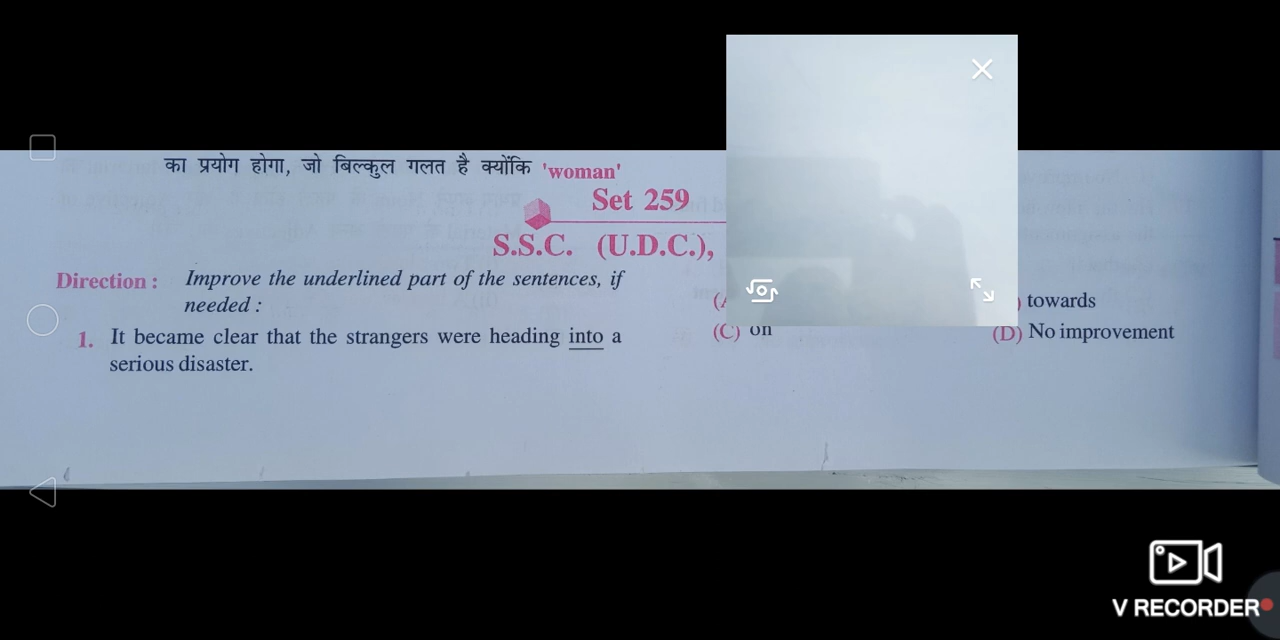 का प्रयोग होगा, जो बिल्कुल गलत है क्योंकि 'woman'
Set 259
S.S.C. (U.D.C.),
Direction : Improve the underlined part of the sentences, if
needed :
1. It became clear that the strangers were heading into a
serious disaster.
(A
) towards
(C) on
(D) No improvement
V RECORDER